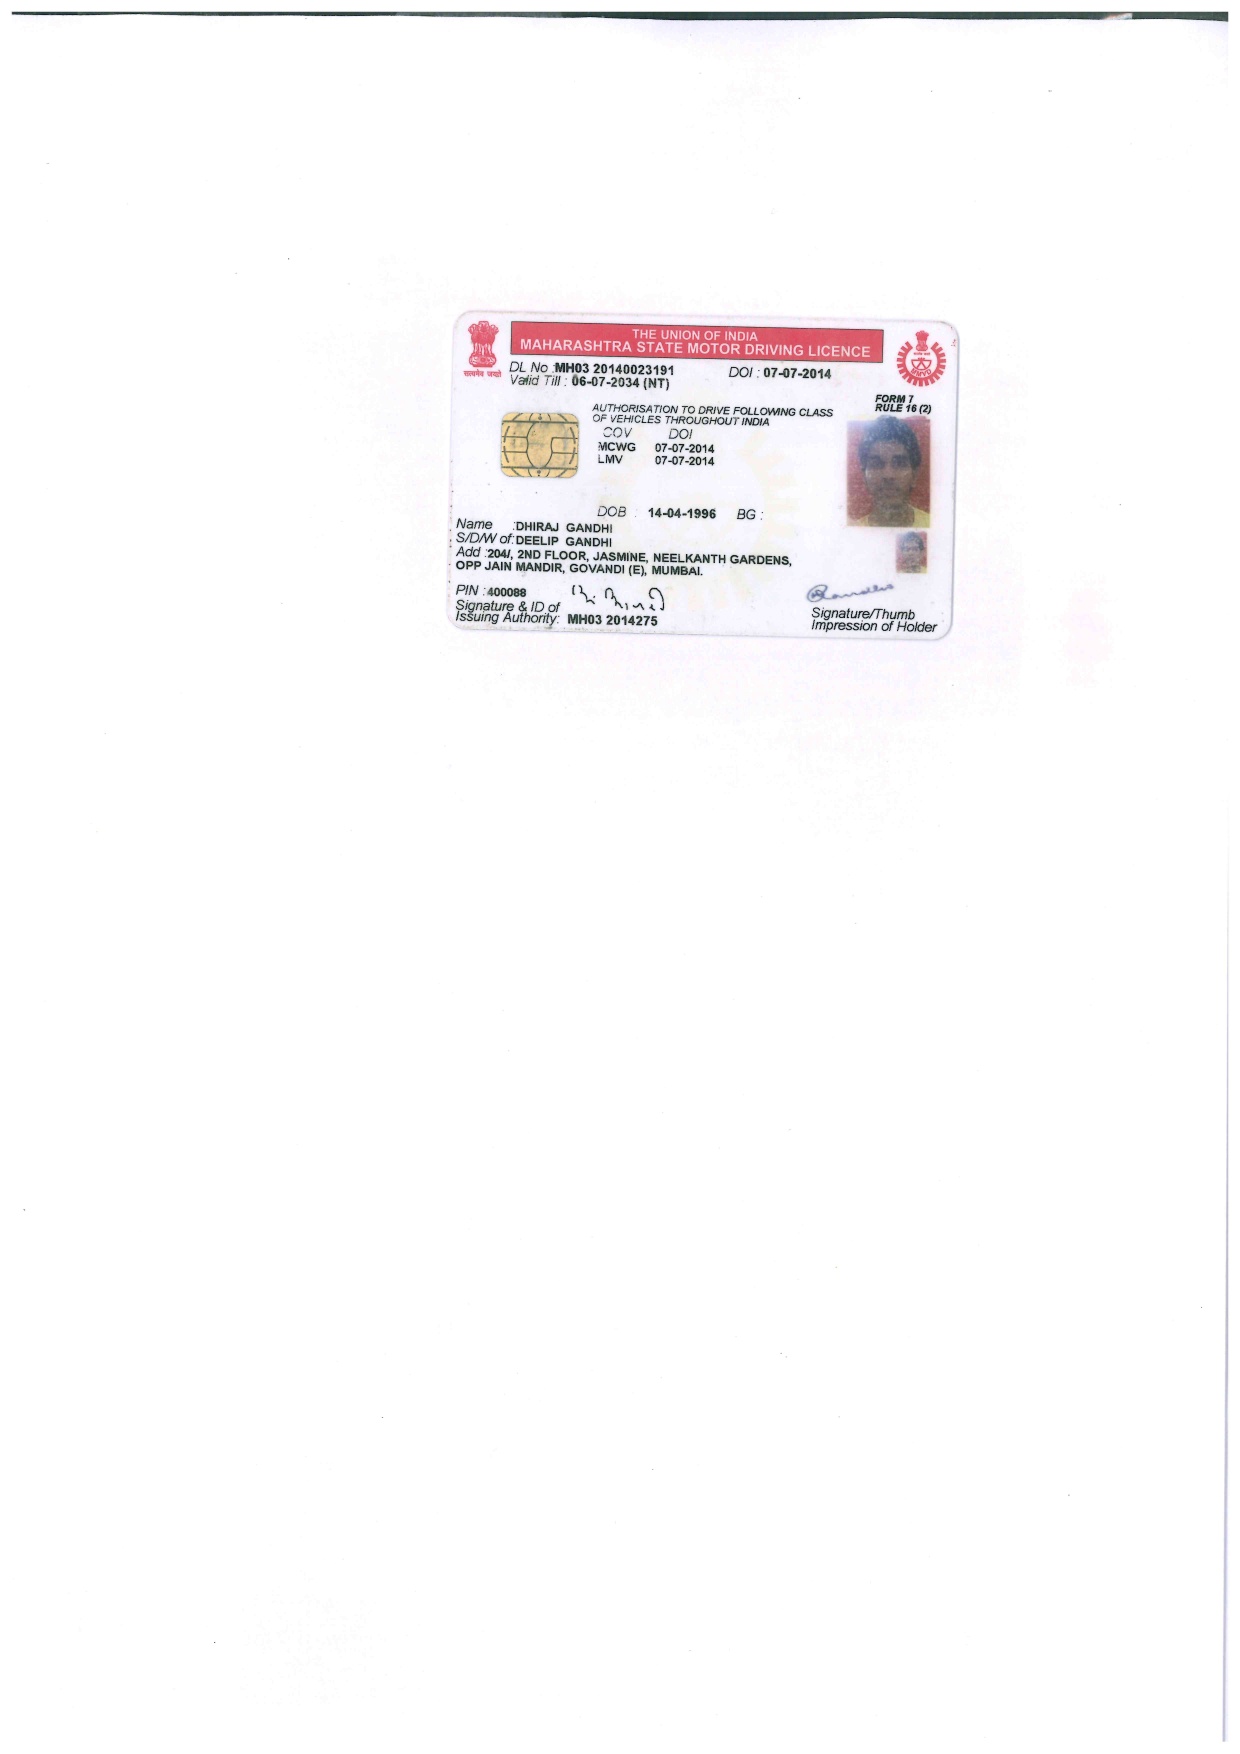 THE UNION OF INDIA
MAHARASHTRA STATE MOTOR DRIVING LICENCE
सत्यमेव जयते
DL No :MH03 20140023191 DOI : 07-07-2014
Valid Till : 06-07-2034 (NT)
FORM 7
RULE 16 (2)
AUTHORISATION TO DRIVE FOLLOWING CLASS
OF VEHICLES THROUGHOUT INDIA
COV DOI
MCWG 07-07-2014
LMV 07-07-2014
DOB : 14-04-1996 BG :
Name :DHIRAJ GANDHI
S/D/W of:DEELIP GANDHI
Add :204/, 2ND FLOOR, JASMINE, NEELKANTH GARDENS,
OPP JAIN MANDIR, GOVANDI (E), MUMBAI.
PIN :400088
Signature & ID of
Issuing Authority: MH03 2014275
Signature/Thumb
Impression of Holder